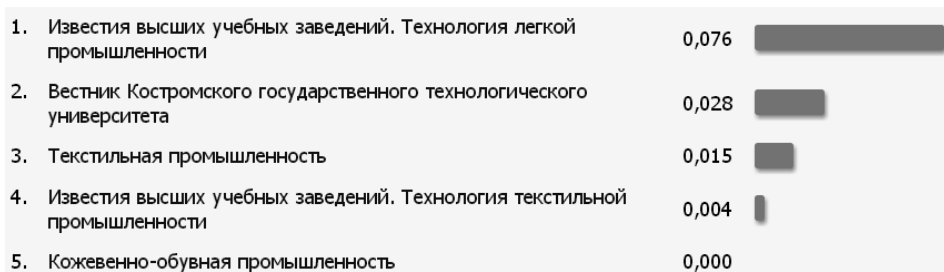 1. Известия высших учебных заведений. Технология легкой
промышленности 0,076
2. Вестник Костромского государственного технологического
университета 0,028
3. Текстильная промышленность 0,015
4. Известия высших учебных заведений. Технология текстильной
промышленности 0,004
5. Кожевенно-обувная промышленность 0,000